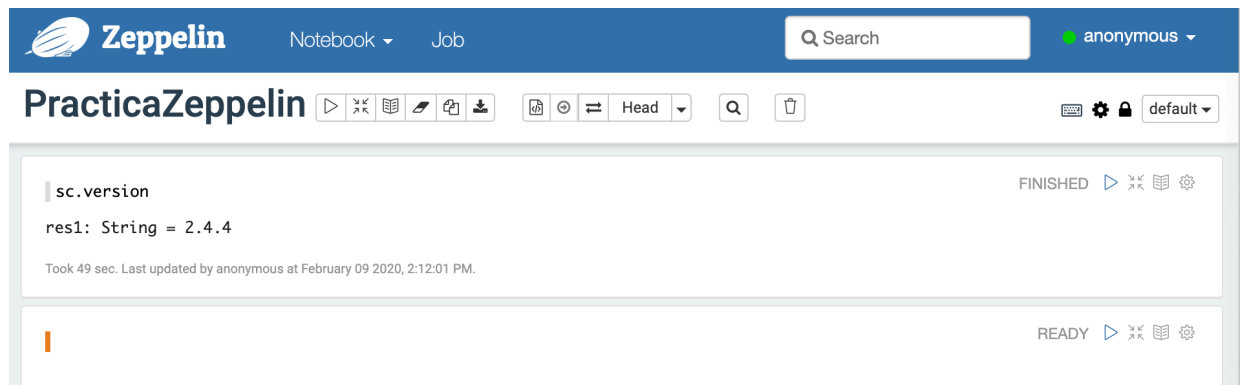 Zeppelin Notebook Job Search anonymous
PracticaZeppelin Head default
sc.version FINISHED
res1: String = 2.4.4
Took 49 sec. Last updated by anonymous at February 09 2020, 2:12:01 PM.
READY